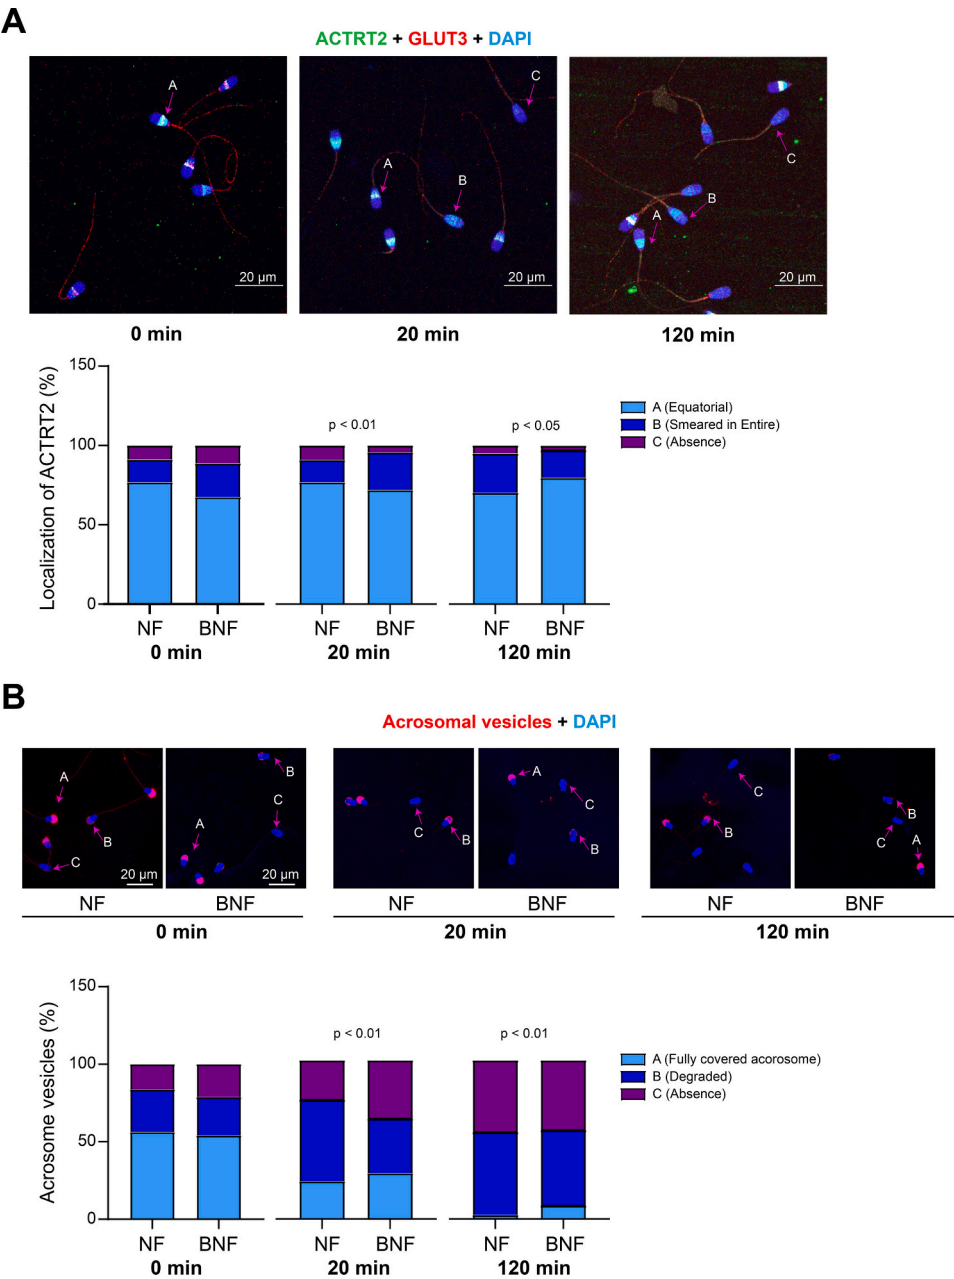 A
ACTRT2 + GLUT3 + DAPI
A
20 µm
C
A
B
20 µm
C
B
A
20 µm
0 min
20 min
120 min
Localization of ACTRT2 (%)
150
100
50
0
p < 0.01
p < 0.05
A (Equatorial)
B (Smeared in Entire)
C (Absence)
NF
BNF
NF
BNF
NF
BNF
0 min
20 min
120 min
B
Acrosomal vesicles + DAPI
A
B
C
20 µm
B
C
A
20 µm
C
B
A
C
B
C
B
B
C
A
NF
BNF
NF
BNF
NF
BNF
0 min
20 min
120 min
Acrosome vesicles (%)
150
100
50
0
p < 0.01
p < 0.01
A (Fully covered acorosome)
B (Degraded)
C (Absence)
NF
BNF
NF
BNF
NF
BNF
0 min
20 min
120 min